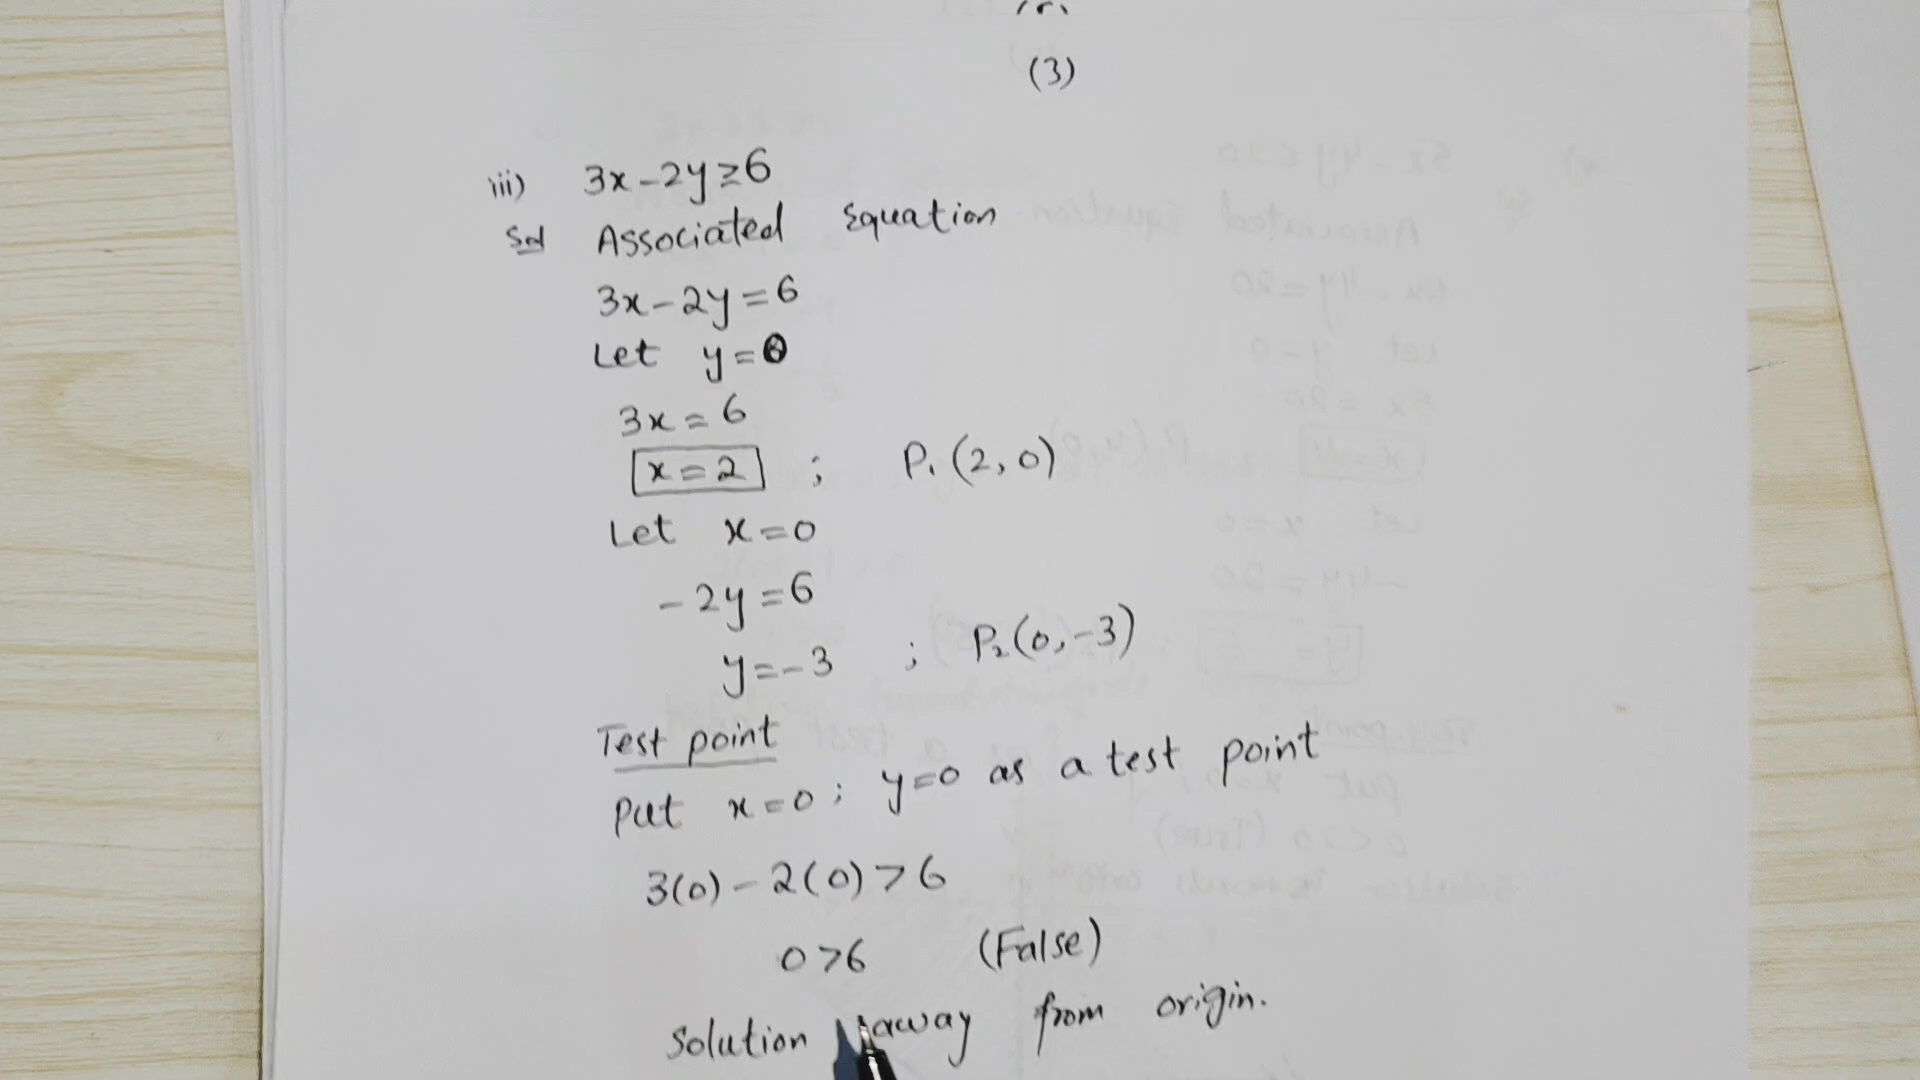 (3)
iii) 3x-2y≥6
Sol Associated Equation
3x-2y=6
Let y=0
3x=6
x=2 ; P₁(2,0)
Let x=0
-2y=6
y=-3 ; P₂(0,-3)
Test point
Put x=0; y=0 as a test point
3(0)-2(0)>6
0>6 (False)
Solution away from origin.